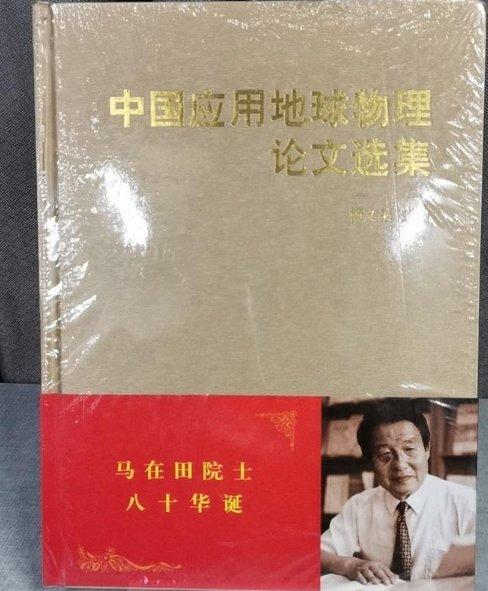 中国应用地球物理
论文选集
马在田院士
八十华诞